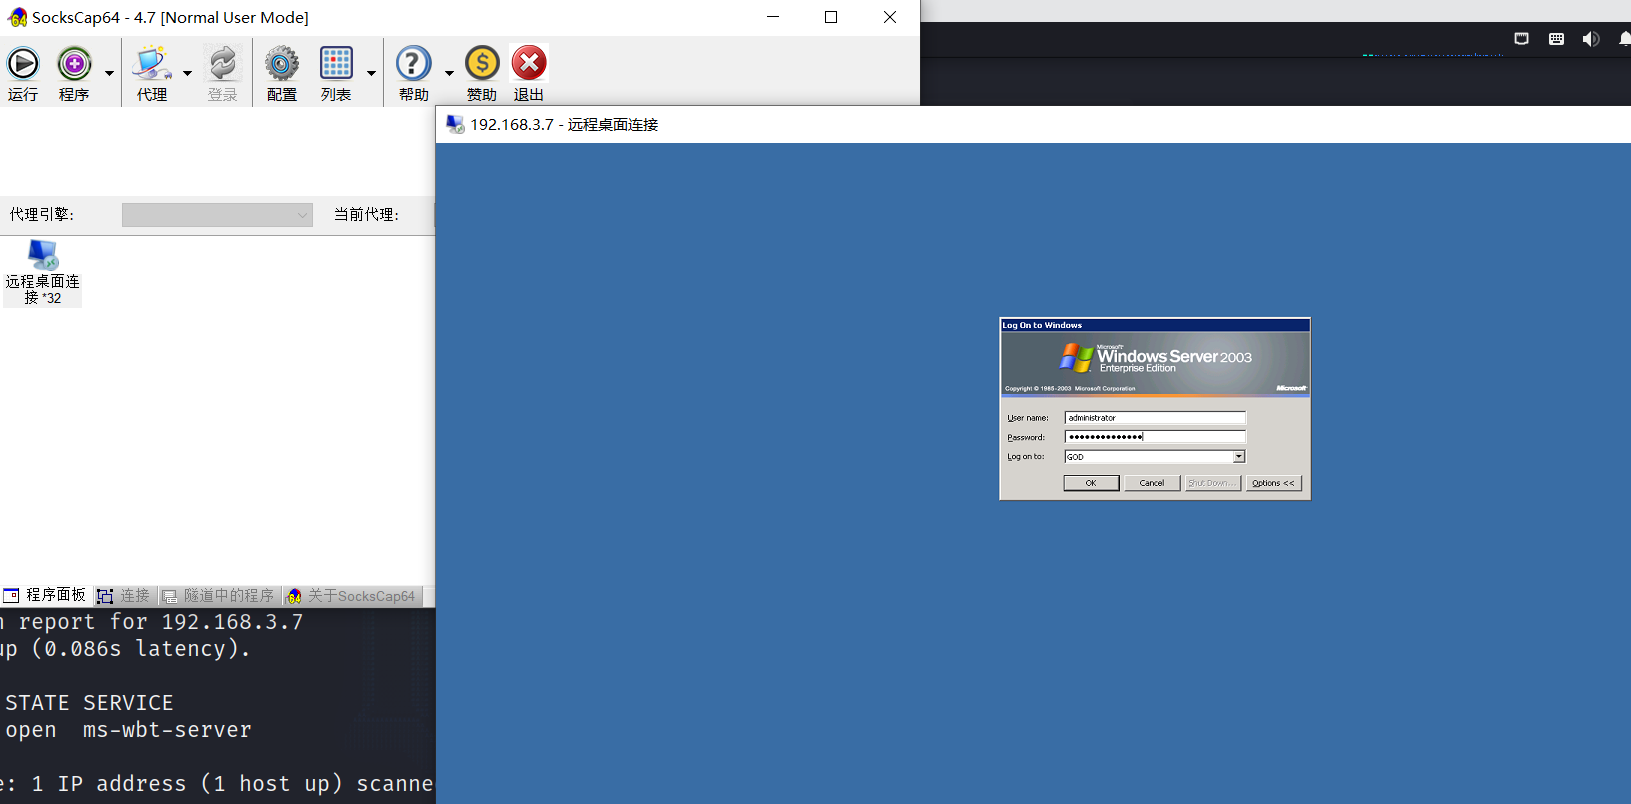 SocksCap64 - 4.7 [Normal User Mode]
运行 程序 代理 登录 配置 列表 帮助 赞助 退出
代理引擎: 当前代理:
远程桌面连
接 *32
程序面板 连接 隧道中的程序 关于SocksCap64
192.168.3.7 - 远程桌面连接
Log On to Windows
Microsoft
Windows Server 2003
Enterprise Edition
Copyright © 1985-2003 Microsoft Corporation Microsoft
User name: administrator
Password: ••••••••••••••
Log on to: GOD
OK Cancel Shut Down... Options <<
report for 192.168.3.7
up (0.086s latency).
STATE SERVICE
open ms-wbt-server
e: 1 IP address (1 host up) scanne